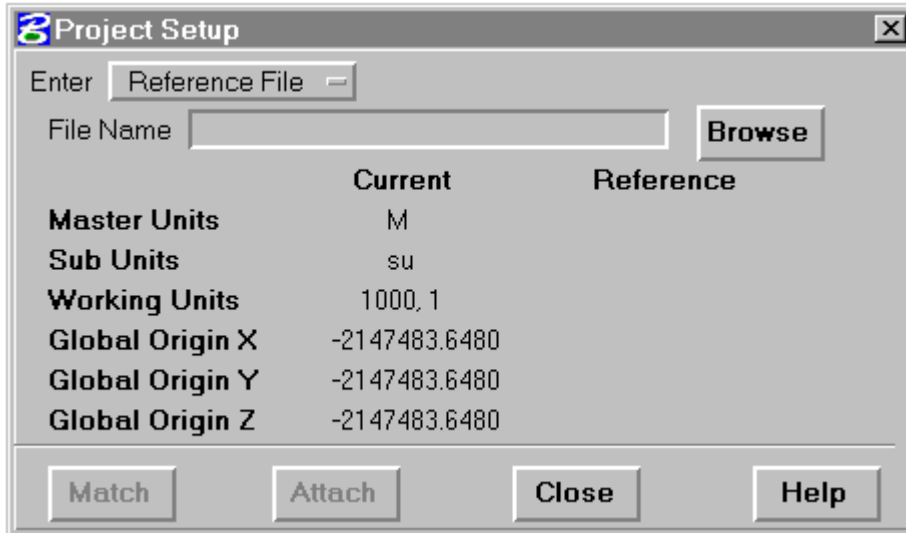 Project Setup
Enter Reference File
File Name Browse
Current Reference
Master Units M
Sub Units su
Working Units 1000, 1
Global Origin X -2147483.6480
Global Origin Y -2147483.6480
Global Origin Z -2147483.6480
Match Attach Close Help